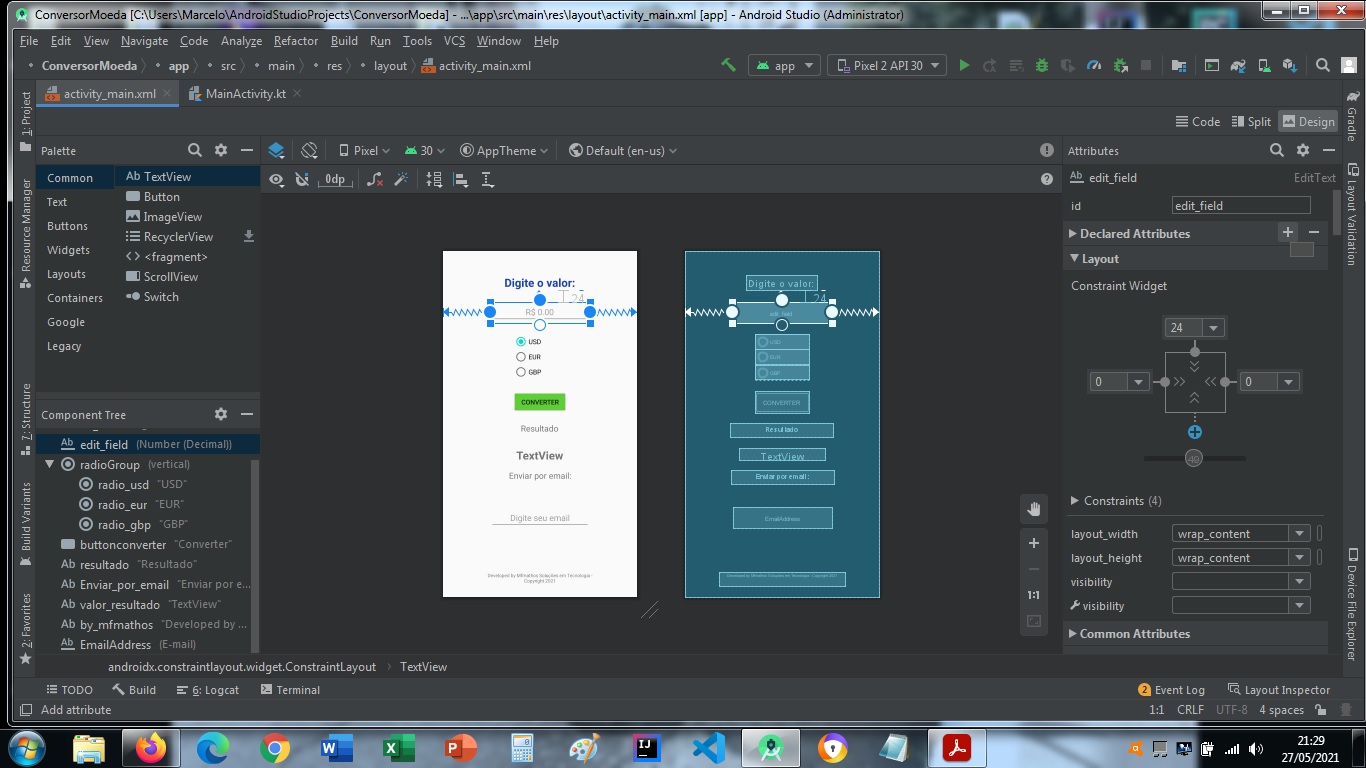 ConversorMoeda [C:\Users\Marcelo\AndroidStudioProjects\ConversorMoeda] - ...\app\src\main\res\layout\activity_main.xml [app] - Android Studio (Administrator)
File Edit View Navigate Code Analyze Refactor Build Run Tools VCS Window Help
ConversorMoeda app src main res layout activity_main.xml
app Pixel 2 API 30
activity_main.xml MainActivity.kt
Code Split Design
1: Project
Resource Manager
7: Structure
Build Variants
2: Favorites
Palette
Common
Text
Buttons
Widgets
Layouts
Containers
Google
Legacy
Ab TextView
Button
ImageView
RecyclerView
<fragment>
ScrollView
Switch
Pixel 30 AppTheme Default (en-us)
0dp
Component Tree
Ab edit_field (Number (Decimal))
radioGroup (vertical)
radio_usd "USD"
radio_eur "EUR"
radio_gbp "GBP"
buttonconverter "Converter"
Ab resultado "Resultado"
Ab Enviar_por_email "Enviar por e...
Ab valor_resultado "TextView"
Ab by_mfmathos "Developed by ...
Ab EmailAddress (E-mail)
Digite o valor:
24
R$ 0.00
USD
EUR
GBP
CONVERTER
Resultado
TextView
Enviar por email:
Digite seu email
Developed by Mfmathos Soluções em Tecnologia -
Copyright 2021
Digite o valor:
24
edit_field
USD
EUR
GBP
CONVERTER
Resultado
TextView
Enviar por email :
EmailAddress
Developed by Mfmathos Soluções em Tecnologia - Copyright 2021
1:1
Attributes
Ab edit_field EditText
id edit_field
Declared Attributes
Layout
Constraint Widget
24
0 0
40
Constraints (4)
layout_width wrap_content
layout_height wrap_content
visibility
visibility
Common Attributes
Gradle
Layout Validation
Device File Explorer
androidx.constraintlayout.widget.ConstraintLayout TextView
TODO Build 6: Logcat Terminal
2 Event Log Layout Inspector
Add attribute
1:1 CRLF UTF-8 4 spaces
21:29
27/05/2021